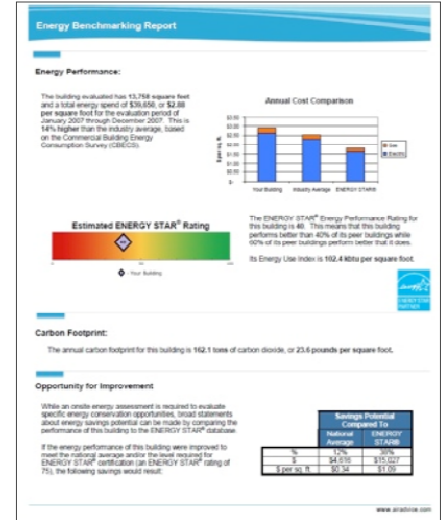 Energy Benchmarking Report
Energy Performance:
The building evaluated has 13,758 square feet
and a total energy spend of $39,650, or $2.88
per square foot for the evaluation period of
January 2007 through December 2007. This is
14% higher than the industry average, based
on the Commercial Building Energy
Consumption Survey (CBECS).
Annual Cost Comparison
$ per sq. ft.
Your Building Industry Average ENERGY STAR®
Gas
Electric
Estimated ENERGY STAR® Rating
- Your Building
The ENERGY STAR® Energy Performance Rating for
this building is 40. This means that this building
performs better than 40% of its peer buildings while
60% of its peer buildings perform better that it does.
Its Energy Use Index is 102.4 kbtu per square foot.
ENERGY STAR
PARTNER
Carbon Footprint:
The annual carbon footprint for this building is 162.1 tons of carbon dioxide, or 23.6 pounds per square foot.
Opportunity for Improvement
While an onsite energy assessment is required to evaluate
specific energy conservation opportunities, broad statements
about energy savings potential can be made by comparing the
performance of this building to the ENERGY STAR® database.
If the energy performance of this building were improved to
meet the national average and/or the level required for
ENERGY STAR® certification (an ENERGY STAR® rating of
75), the following savings would result:
Savings Potential
Compared To
National Average
ENERGY STAR®
% 12% 38%
$ $4,616 $15,027
$ per sq. ft. $0.34 $1.09
www.airadvice.com